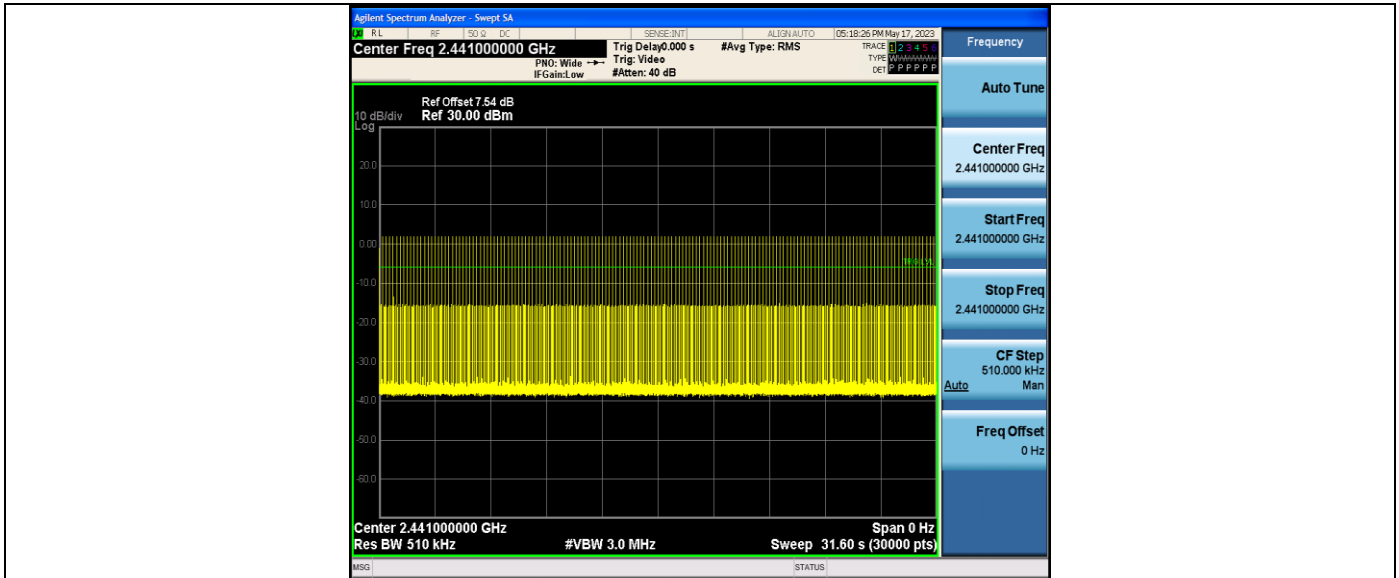 Agilent Spectrum Analyzer - Swept SA
RL RF 50 Ω DC SENSE:INT ALIGNAUTO 05:18:26 PM May 17, 2023
Center Freq 2.441000000 GHz
PNO: Wide
IFGain:Low
Trig Delay0.000 s
Trig: Video
#Atten: 40 dB
#Avg Type: RMS
TRACE 1 2 3 4 5 6
TYPE WWWWWW
DET P P P P P P
Ref Offset 7.54 dB
10 dB/div Ref 30.00 dBm
Log
20.0
10.0
0.00
TRIG LVL
-10.0
-20.0
-30.0
-40.0
-50.0
-60.0
Center 2.441000000 GHz Span 0 Hz
Res BW 510 kHz #VBW 3.0 MHz Sweep 31.60 s (30000 pts)
MSG STATUS
Frequency
Auto Tune
Center Freq
2.441000000 GHz
Start Freq
2.441000000 GHz
Stop Freq
2.441000000 GHz
CF Step
510.000 kHz
Auto Man
Freq Offset
0 Hz